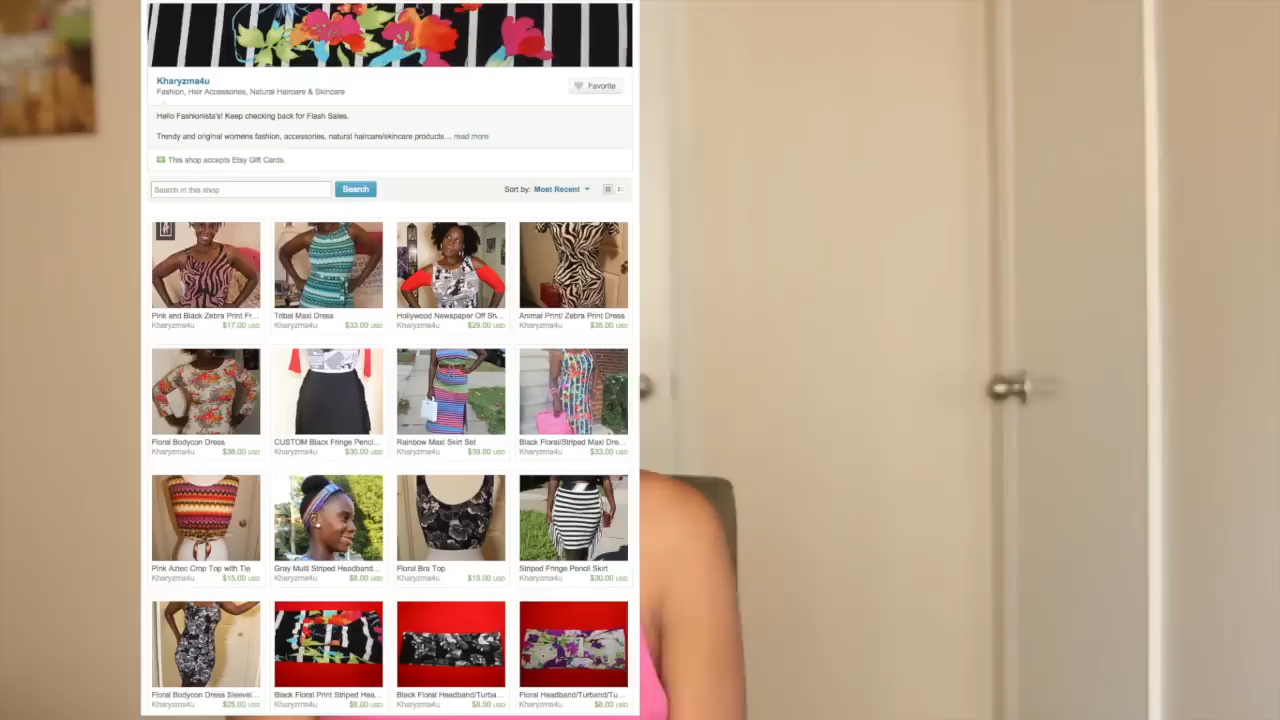 Kharyzma4u
Favorite
Fashion, Hair Accessories, Natural Haircare & Skincare
Hello Fashionista's! Keep checking back for Flash Sales.
Trendy and original womens fashion, accessories, natural haircare/skincare products... read more
This shop accepts Etsy Gift Cards.
Search in this shop Search Sort by: Most Recent
Pink and Black Zebra Print Fr... Tribal Maxi Dress Hollywood Newspaper Off Sh... Animal Print/ Zebra Print Dress
Kharyzma4u $17.00 USD Kharyzma4u $33.00 USD Kharyzma4u $28.00 USD Kharyzma4u $35.00 USD
Floral Bodycon Dress CUSTOM Black Fringe Penci... Rainbow Maxi Skirt Set Black Floral/Striped Maxi Dre...
Kharyzma4u $38.00 USD Kharyzma4u $30.00 USD Kharyzma4u $39.00 USD Kharyzma4u $33.00 USD
Pink Aztec Crop Top with Tie Gray Multi Striped Headband... Floral Bra Top Striped Fringe Pencil Skirt
Kharyzma4u $15.00 USD Kharyzma4u $8.00 USD Kharyzma4u $15.00 USD Kharyzma4u $30.00 USD
Floral Bodycon Dress Sleevel... Black Floral Print Striped Hea... Black Floral Headband/Turba... Floral Headband/Turband/Tu...
Kharyzma4u $25.00 USD Kharyzma4u $8.00 USD Kharyzma4u $8.00 USD Kharyzma4u $8.00 USD